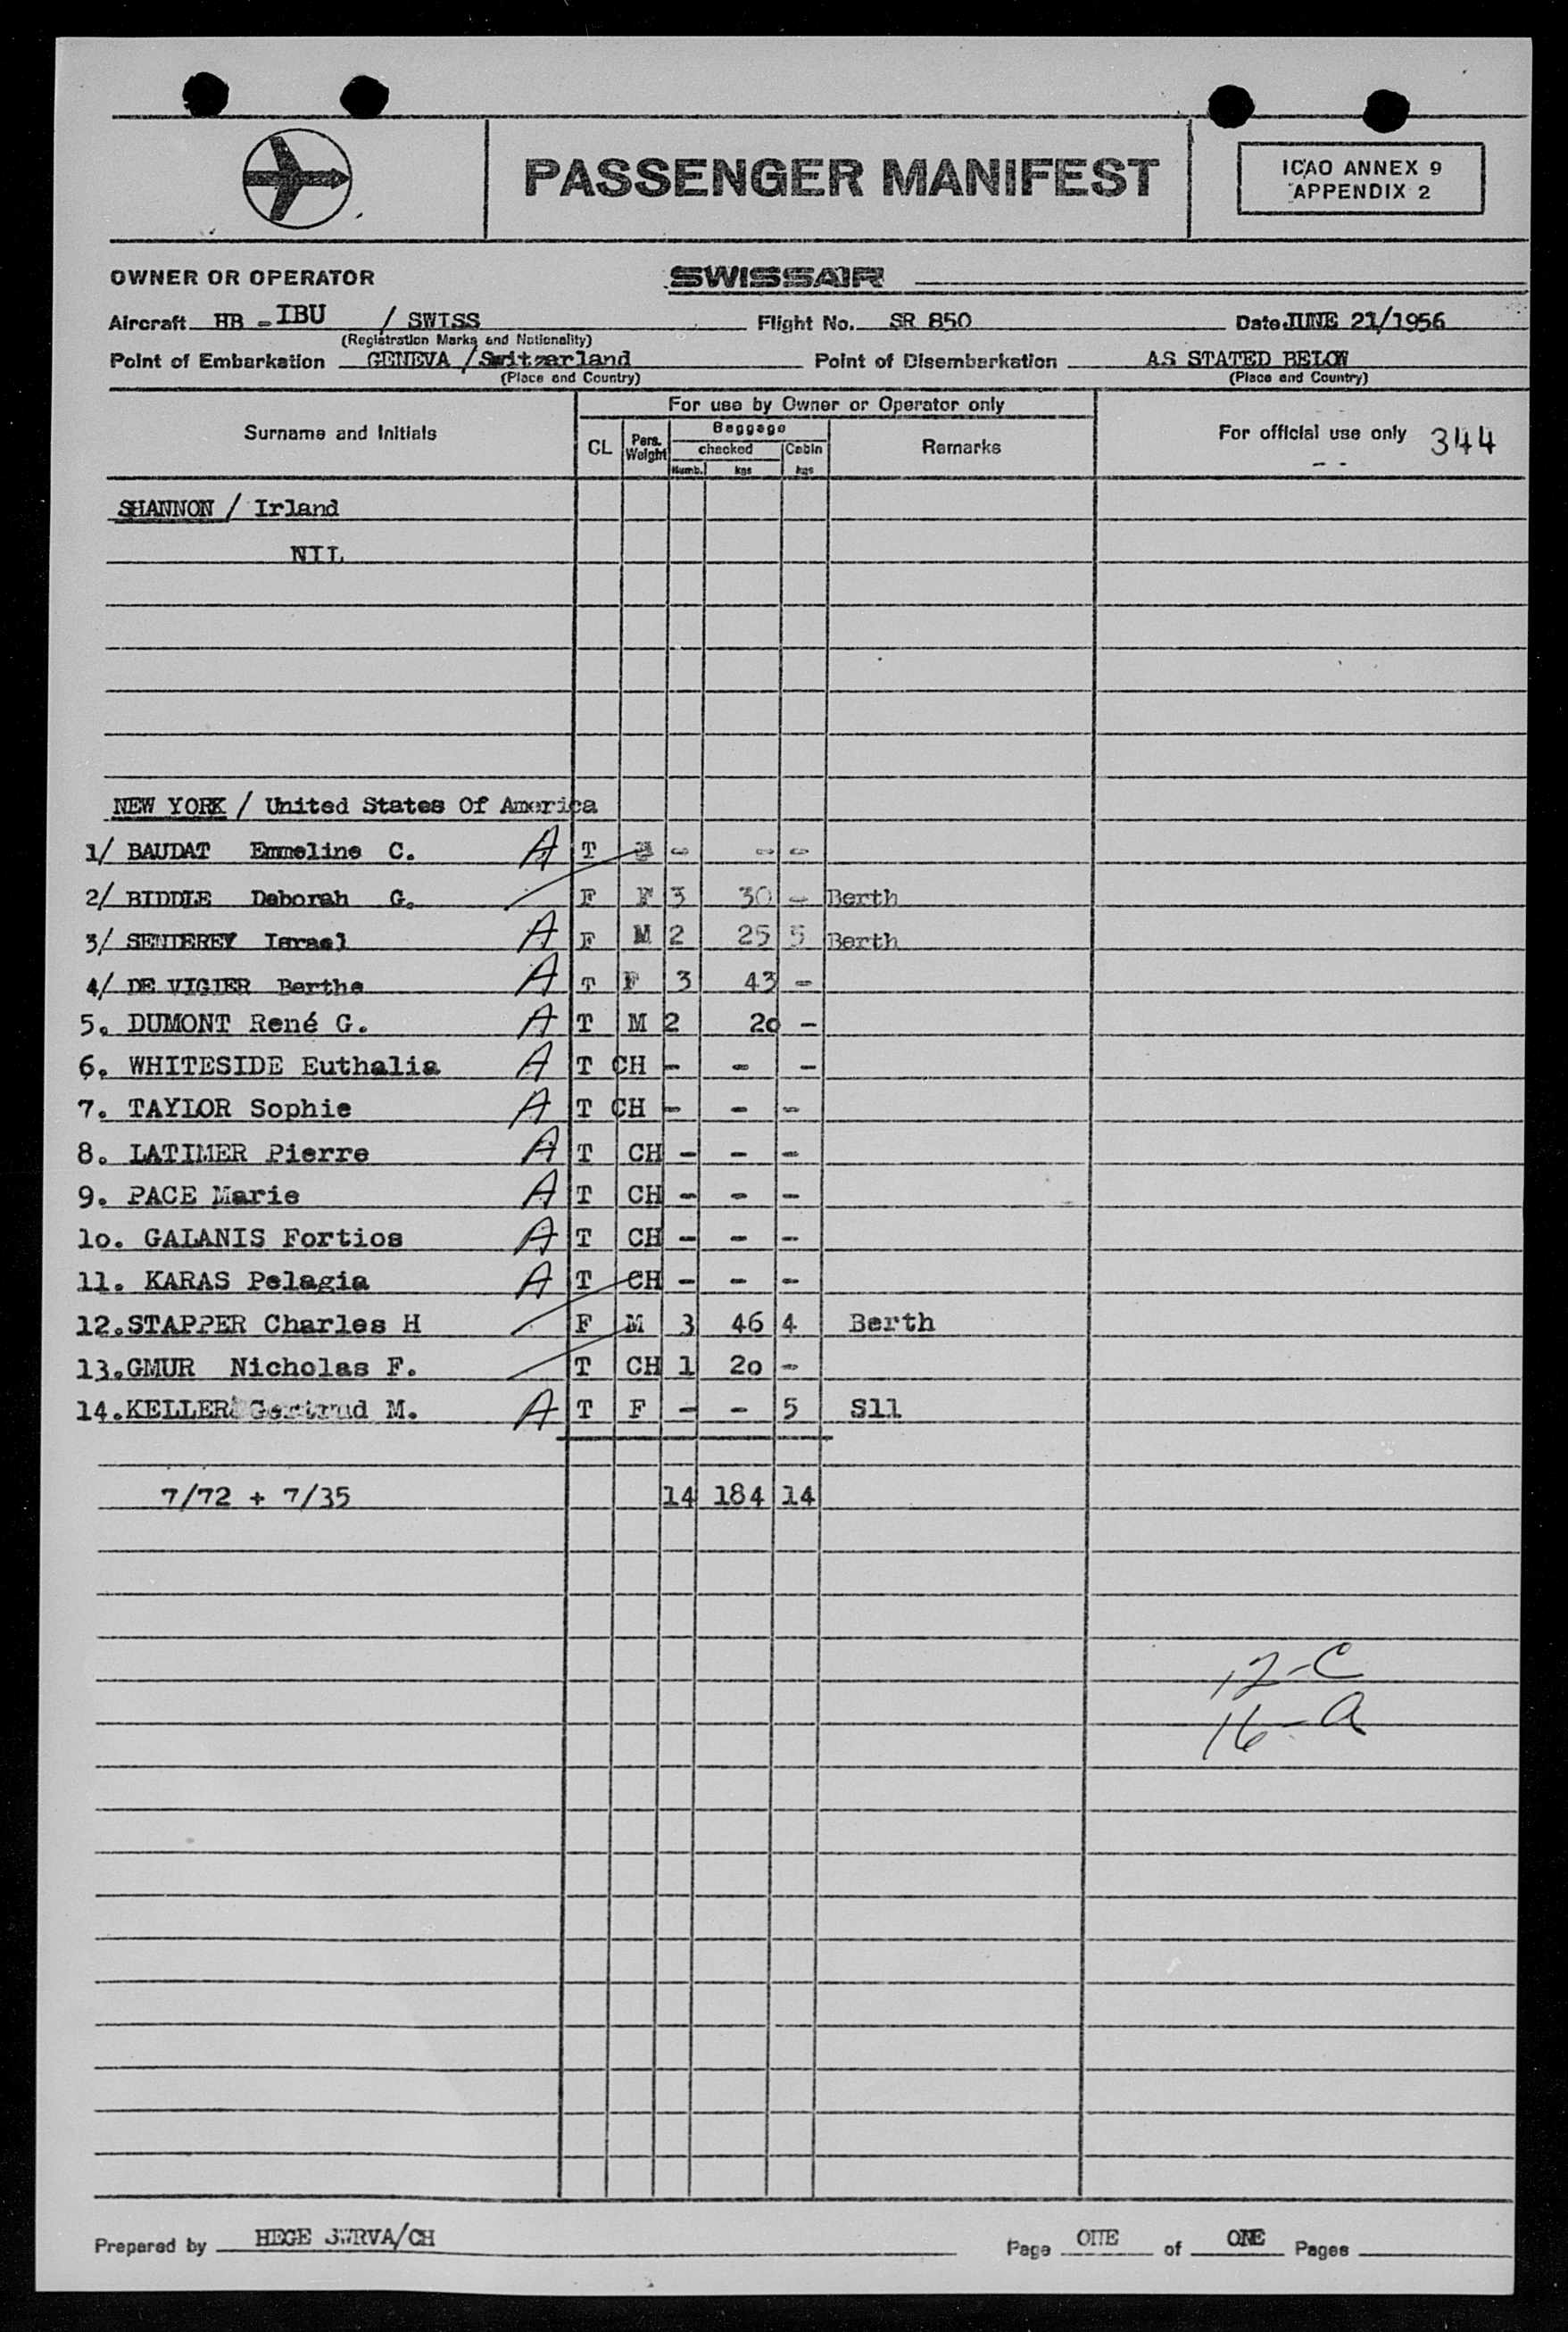 PASSENGER MANIFEST
ICAO ANNEX 9
APPENDIX 2
OWNER OR OPERATOR SWISSAIR
Aircraft HB - IBU / SWISS Flight No. SR 850 Date JUNE 21/1956
(Registration Marks and Nationality)
Point of Embarkation GENEVA / Switzerland Point of Disembarkation AS STATED BELOW
(Place and Country) (Place and Country)
For use by Owner or Operator only
Surname and Initials CL Pers. Weight Baggage checked Numb. kgs Cabin kgs Remarks For official use only 344
- -
SHANNON / Irland
NIL
NEW YORK / United States Of America
1/ BAUDAT Emmeline C. A T - - -
2/ BIDDLE Deborah G. F F 3 30 - Berth
3/ SENDEREY Israel A F M 2 25 5 Berth
4/ DE VIGIER Berthe A T F 3 43 -
5. DUMONT René G. A T M 2 2o -
6. WHITESIDE Euthalia A T CH - - -
7. TAYLOR Sophie A T CH - - -
8. LATIMER Pierre A T CH - - -
9. PACE Marie A T CH - - -
1o. GALANIS Fortios A T CH - - -
11. KARAS Pelagia A T CH - - -
12.STAPPER Charles H F M 3 46 4 Berth
13.GMUR Nicholas F. T CH 1 2o -
14.KELLER Gertrud M. A T F - - 5 S11
7/72 + 7/35 14 184 14
12-C
16-a
Prepared by HEGE /CH Page ONE of ONE Pages